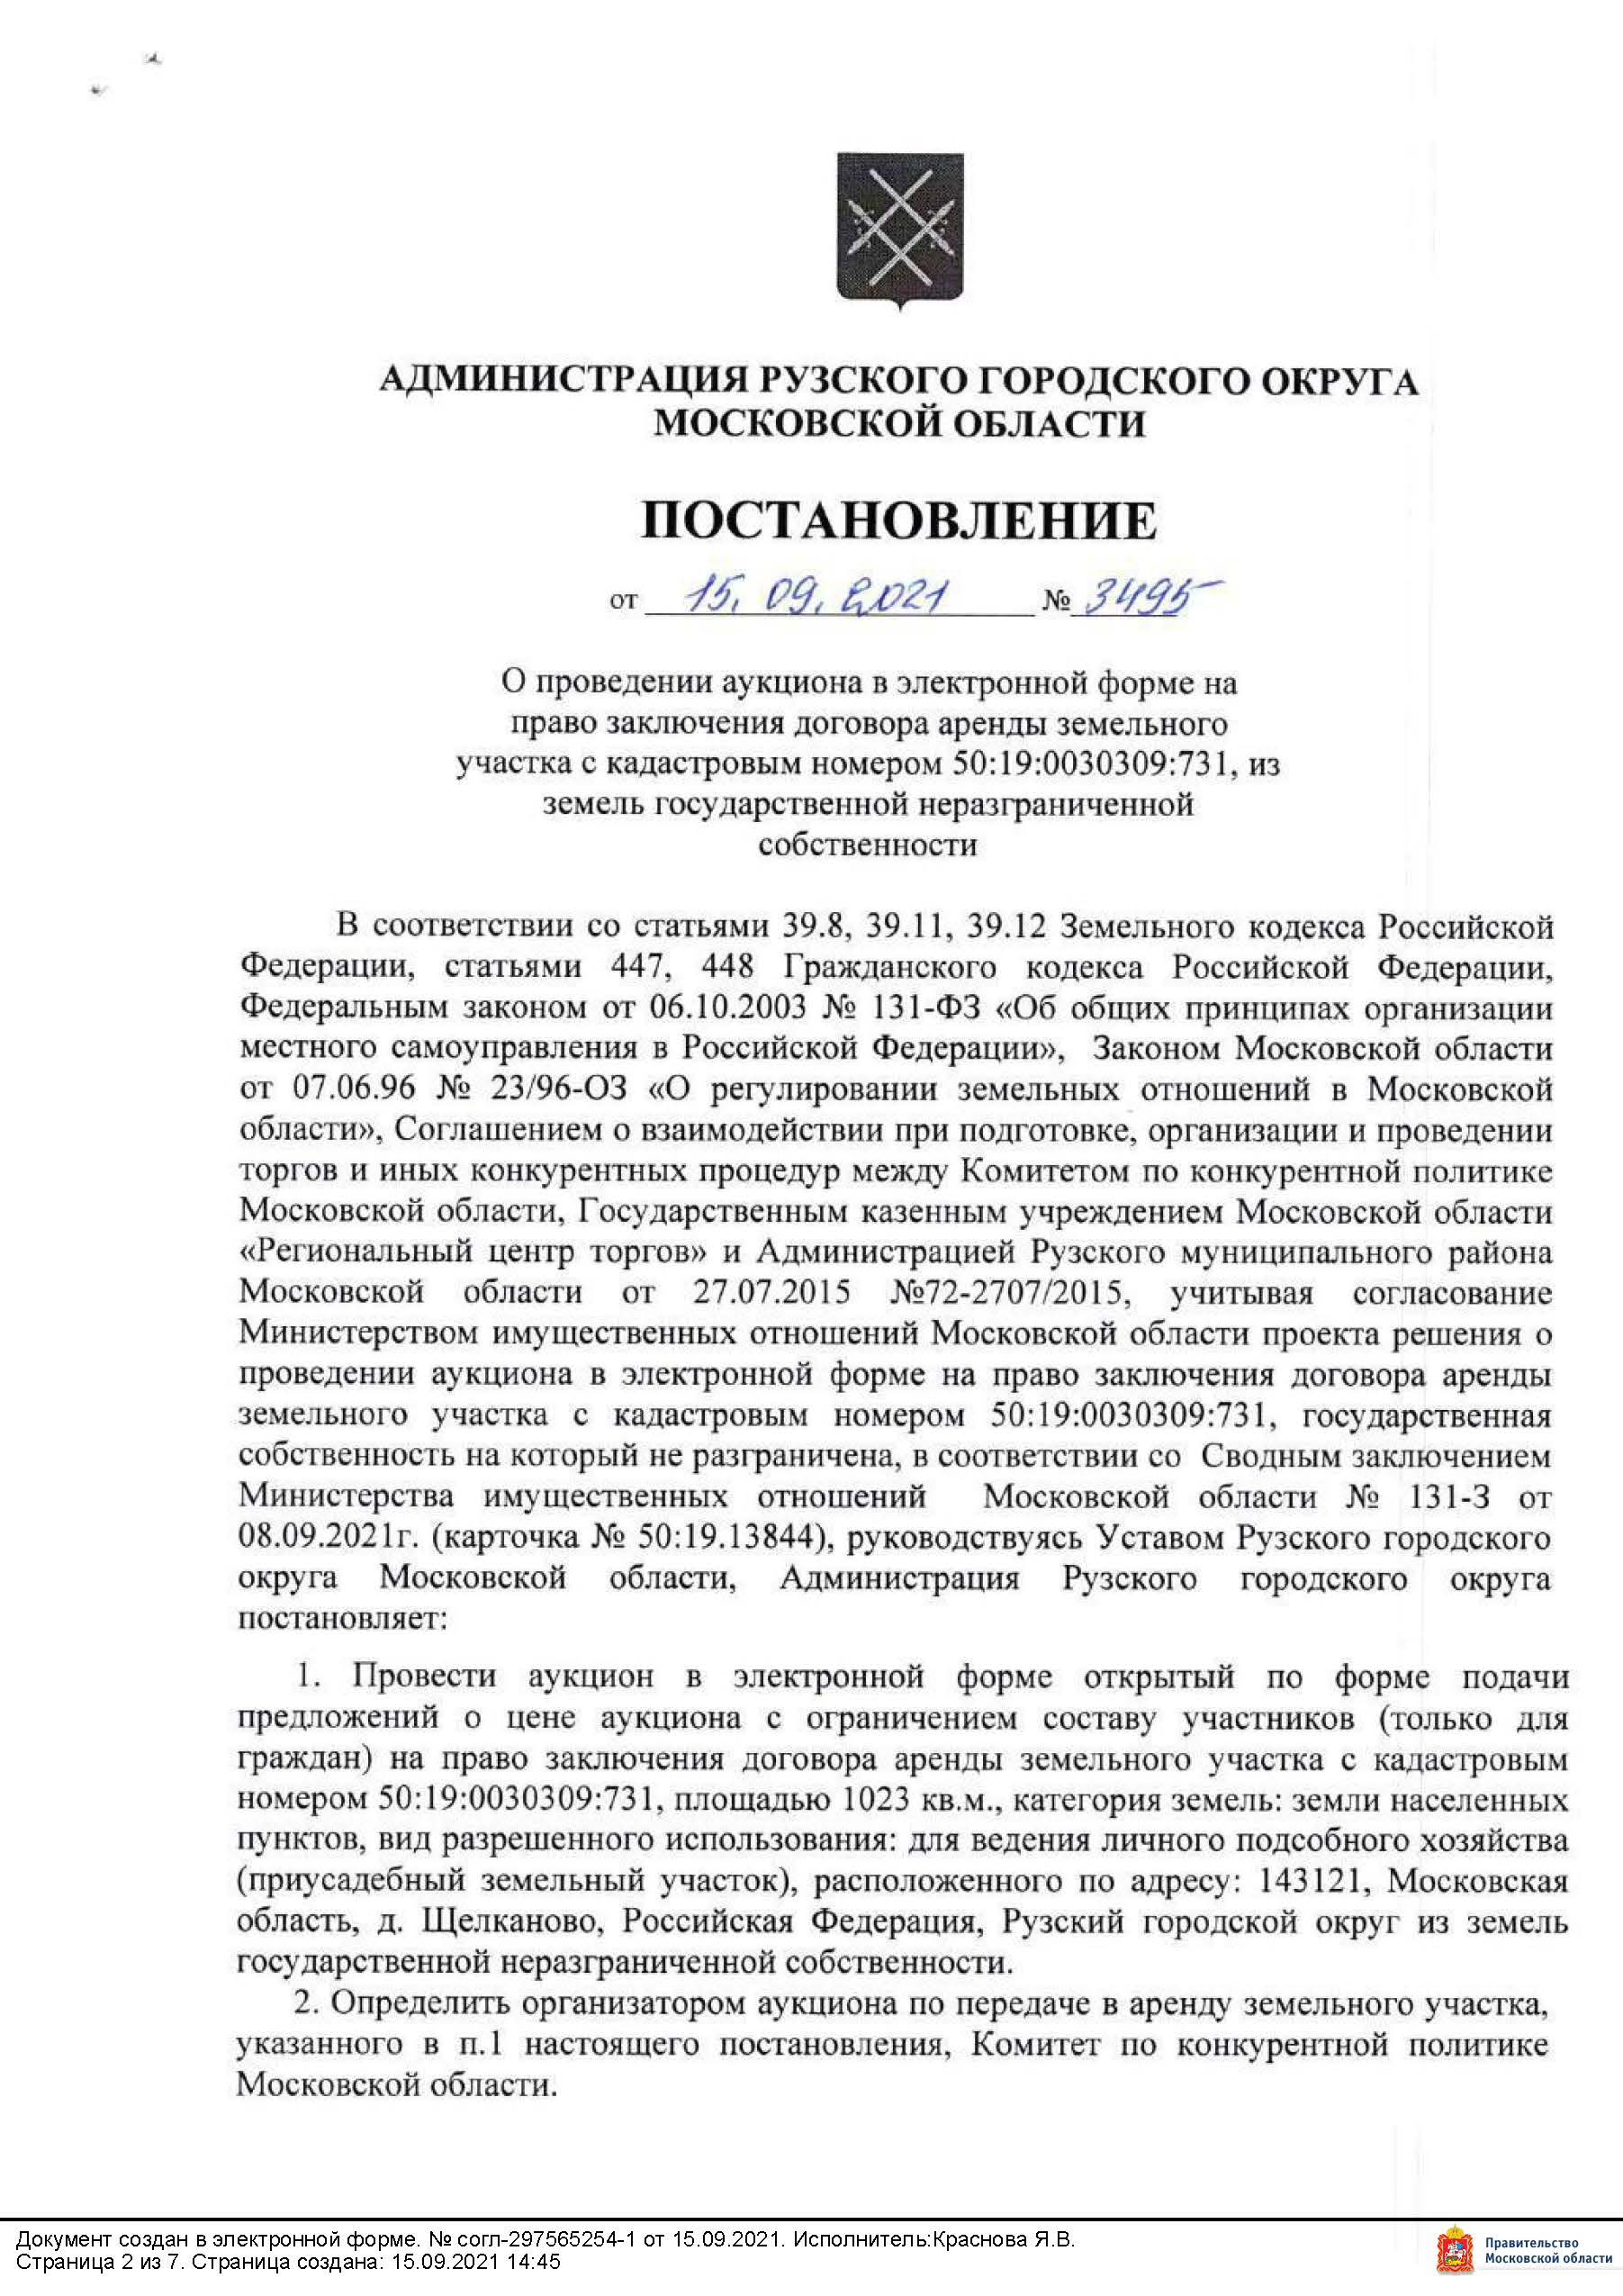 АДМИНИСТРАЦИЯ РУЗСКОГО ГОРОДСКОГО ОКРУГА
МОСКОВСКОЙ ОБЛАСТИ
ПОСТАНОВЛЕНИЕ
от 15.09.2021 № 3495
О проведении аукциона в электронной форме на
право заключения договора аренды земельного
участка с кадастровым номером 50:19:0030309:731, из
земель государственной неразграниченной
собственности
В соответствии со статьями 39.8, 39.11, 39.12 Земельного кодекса Российской
Федерации, статьями 447, 448 Гражданского кодекса Российской Федерации,
Федеральным законом от 06.10.2003 № 131-ФЗ «Об общих принципах организации
местного самоуправления в Российской Федерации», Законом Московской области
от 07.06.96 № 23/96-ОЗ «О регулировании земельных отношений в Московской
области», Соглашением о взаимодействии при подготовке, организации и проведении
торгов и иных конкурентных процедур между Комитетом по конкурентной политике
Московской области, Государственным казенным учреждением Московской области
«Региональный центр торгов» и Администрацией Рузского муниципального района
Московской области от 27.07.2015 №72-2707/2015, учитывая согласование
Министерством имущественных отношений Московской области проекта решения о
проведении аукциона в электронной форме на право заключения договора аренды
земельного участка с кадастровым номером 50:19:0030309:731, государственная
собственность на который не разграничена, в соответствии со Сводным заключением
Министерства имущественных отношений Московской области № 131-З от
08.09.2021г. (карточка № 50:19.13844), руководствуясь Уставом Рузского городского
округа Московской области, Администрация Рузского городского округа
постановляет:
1. Провести аукцион в электронной форме открытый по форме подачи
предложений о цене аукциона с ограничением составу участников (только для
граждан) на право заключения договора аренды земельного участка с кадастровым
номером 50:19:0030309:731, площадью 1023 кв.м., категория земель: земли населенных
пунктов, вид разрешенного использования: для ведения личного подсобного хозяйства
(приусадебный земельный участок), расположенного по адресу: 143121, Московская
область, д. Щелканово, Российская Федерация, Рузский городской округ из земель
государственной неразграниченной собственности.
2. Определить организатором аукциона по передаче в аренду земельного участка,
указанного в п.1 настоящего постановления, Комитет по конкурентной политике
Московской области.
Документ создан в электронной форме. № согл-297565254-1 от 15.09.2021. Исполнитель:Краснова Я.В.
Страница 2 из 7. Страница создана: 15.09.2021 14:45
Правительство
Московской области